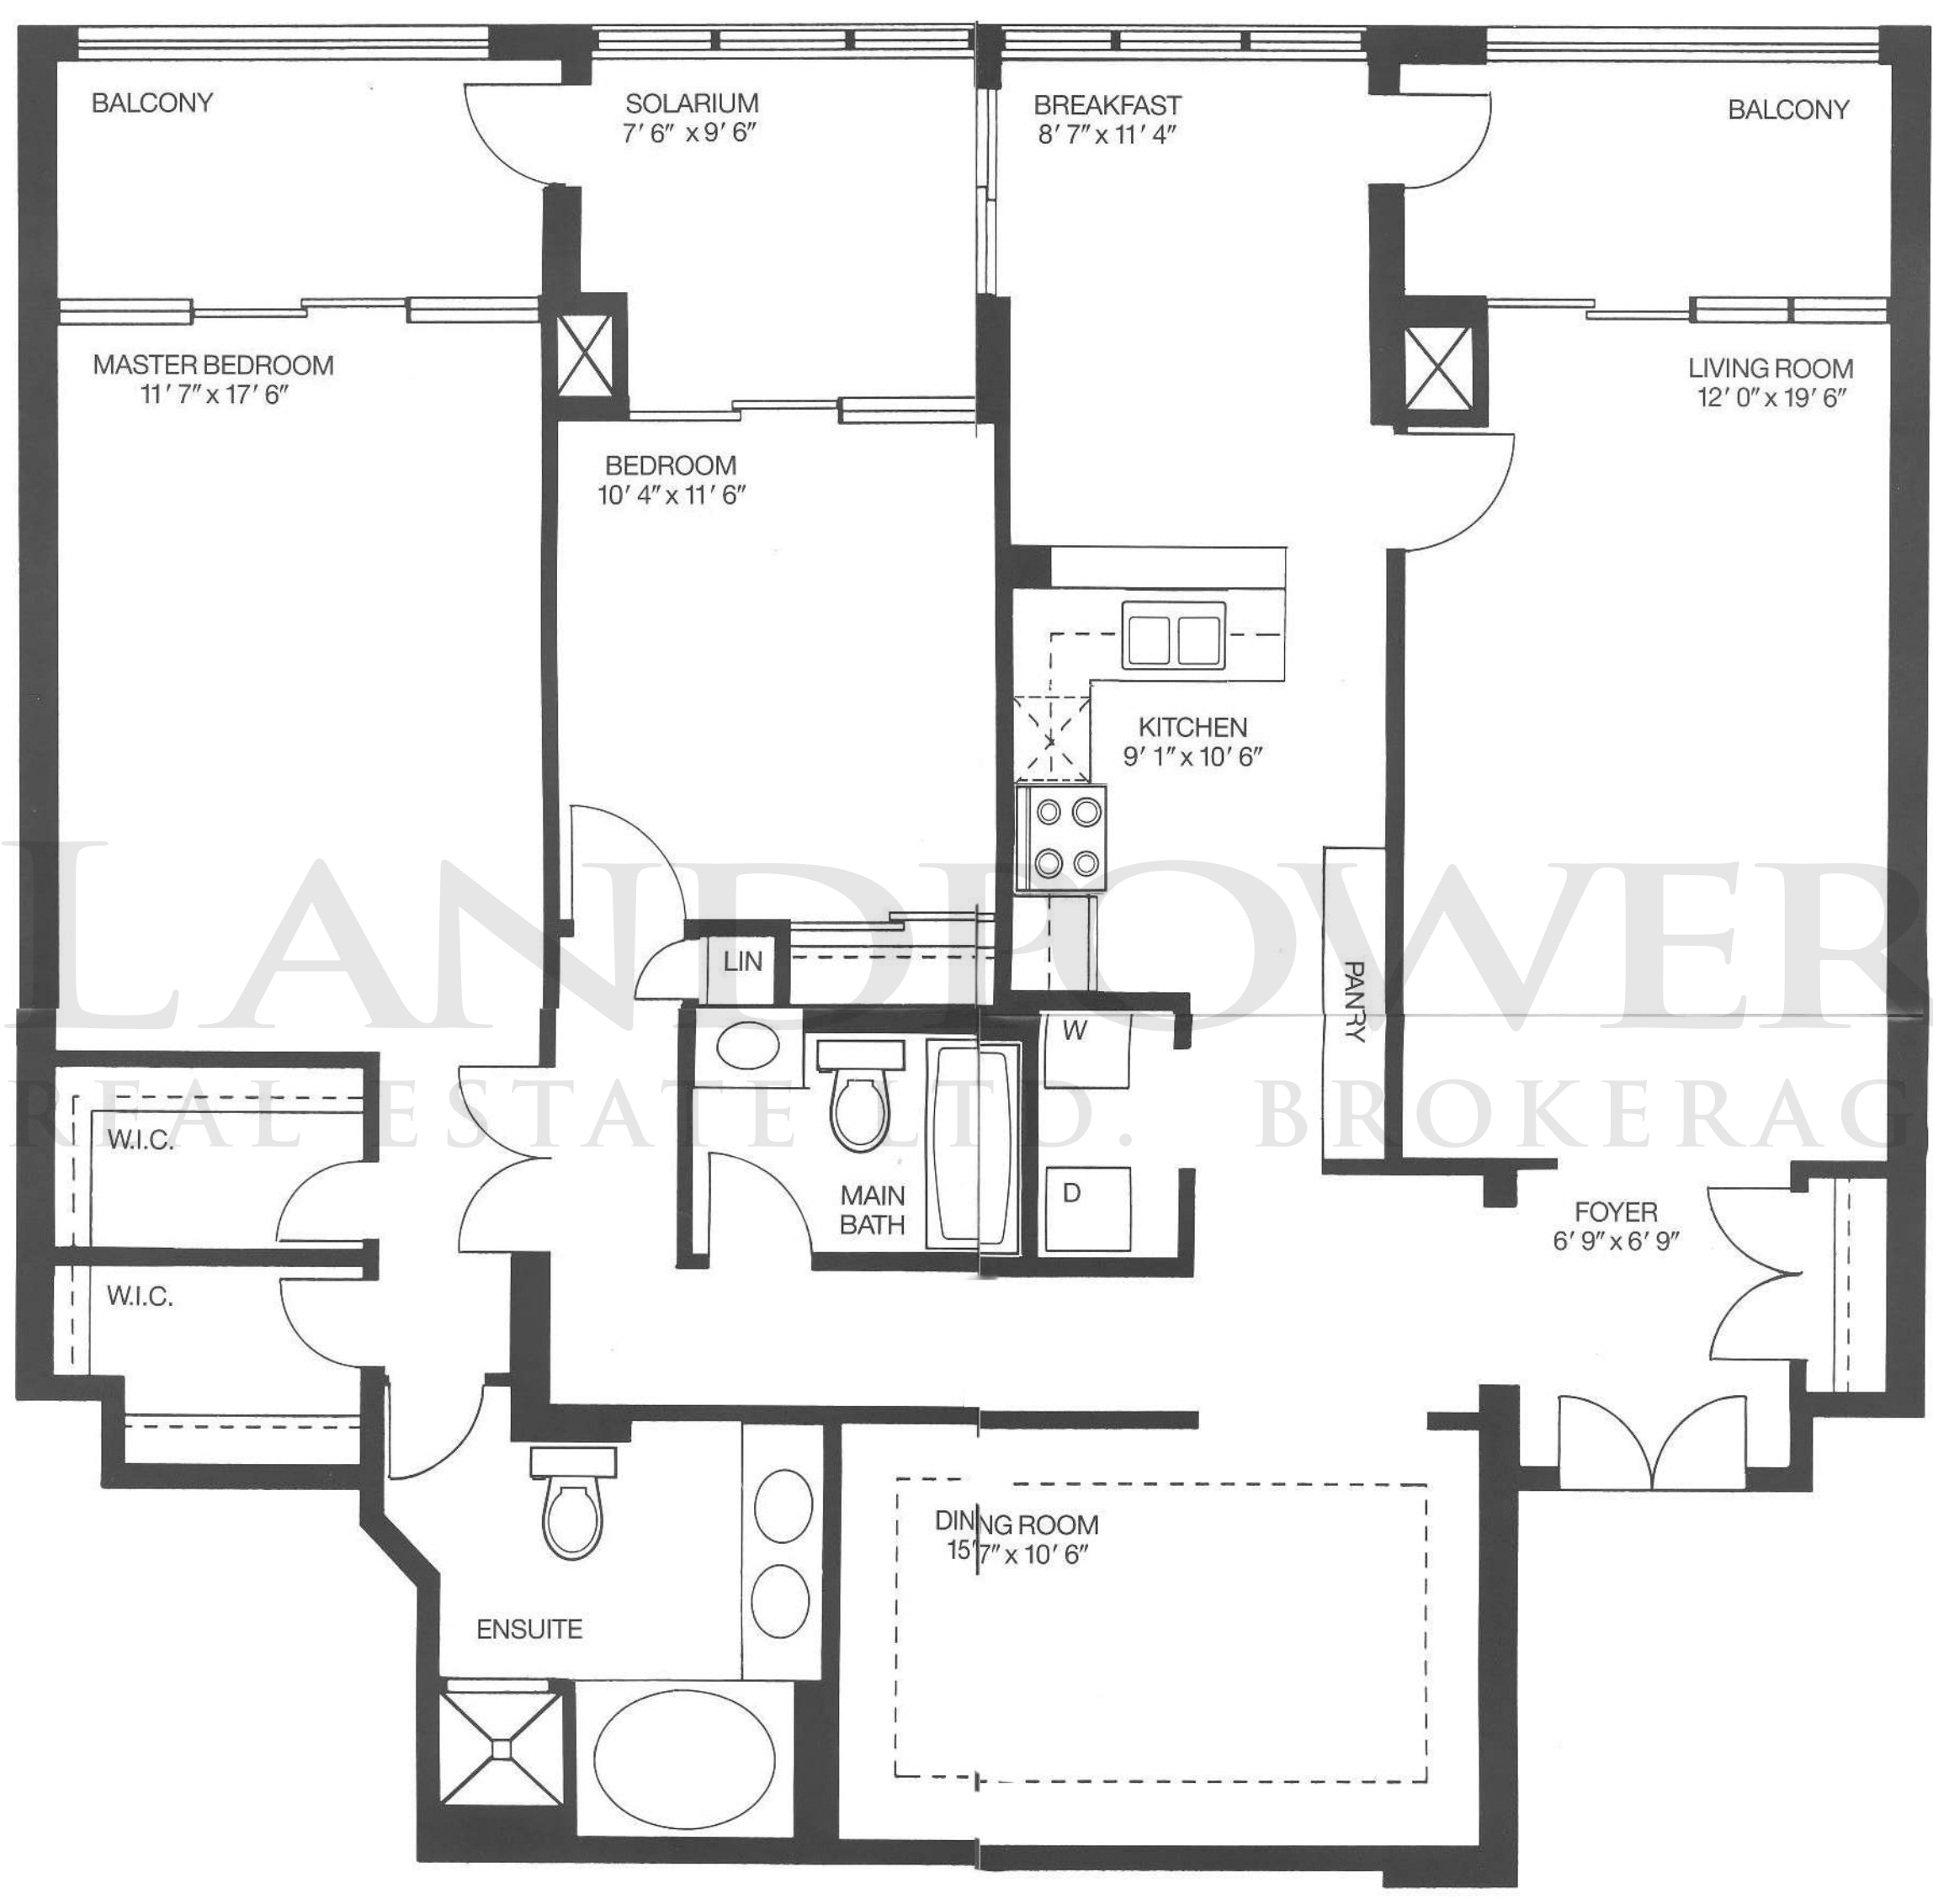 BALCONY
SOLARIUM
7' 6" x 9' 6"
BREAKFAST
8' 7" x 11' 4"
BALCONY
MASTER BEDROOM
11' 7" x 17' 6"
LIVING ROOM
12' 0" x 19' 6"
BEDROOM
10' 4" x 11' 6"
KITCHEN
9' 1" x 10' 6"
LANDPOWER
LIN
PANRY
W
REAL ESTATE LTD. BROKERAG
W.I.C.
MAIN
BATH
D
FOYER
6' 9" x 6' 9"
W.I.C.
DINNG ROOM
15' 7" x 10' 6"
ENSUITE